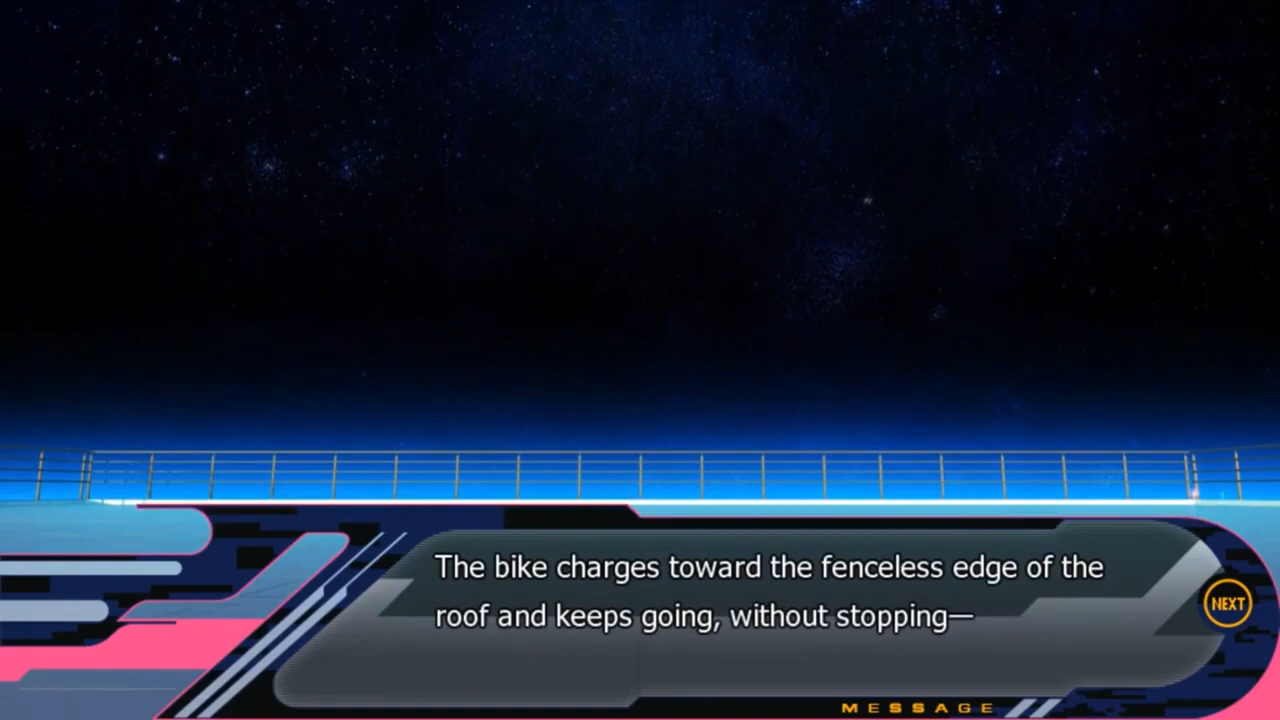 The bike charges toward the fenceless edge of the
roof and keeps going, without stopping—
NEXT
MESSAGE